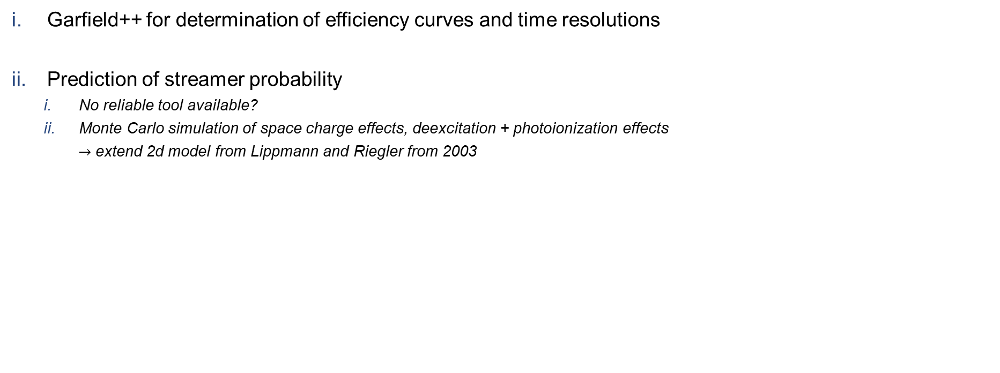 i. Garfield++ for determination of efficiency curves and time resolutions
ii. Prediction of streamer probability
i. No reliable tool available?
ii. Monte Carlo simulation of space charge effects, deexcitation + photoionization effects
→ extend 2d model from Lippmann and Riegler from 2003